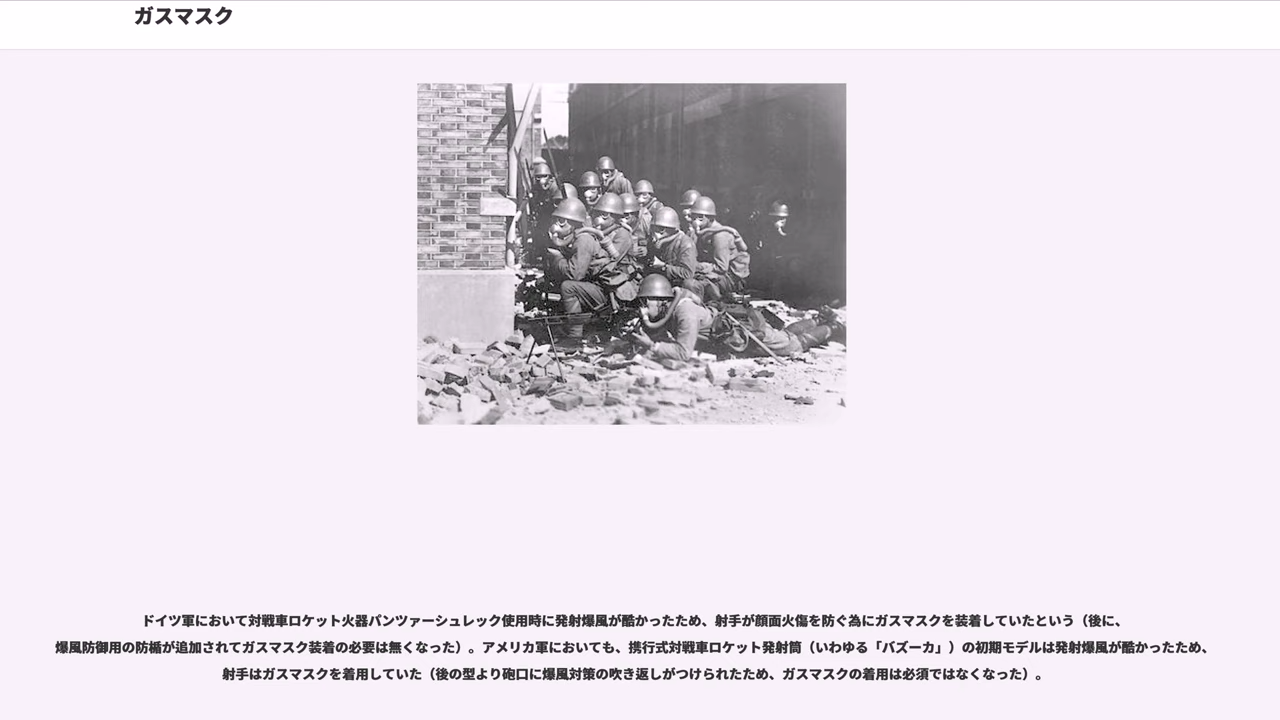 ガスマスク
ドイツ軍において対戦車ロケット火器パンツァーシュレック使用時に発射爆風が酷かったため、射手が顔面火傷を防ぐ為にガスマスクを装着していたという（後に、
爆風防御用の防楯が追加されてガスマスク装着の必要は無くなった）。アメリカ軍においても、携行式対戦車ロケット発射筒（いわゆる「バズーカ」）の初期モデルは発射爆風が酷かったため、
射手はガスマスクを着用していた（後の型より砲口に爆風対策の吹き返しがつけられたため、ガスマスクの着用は必須ではなくなった）。